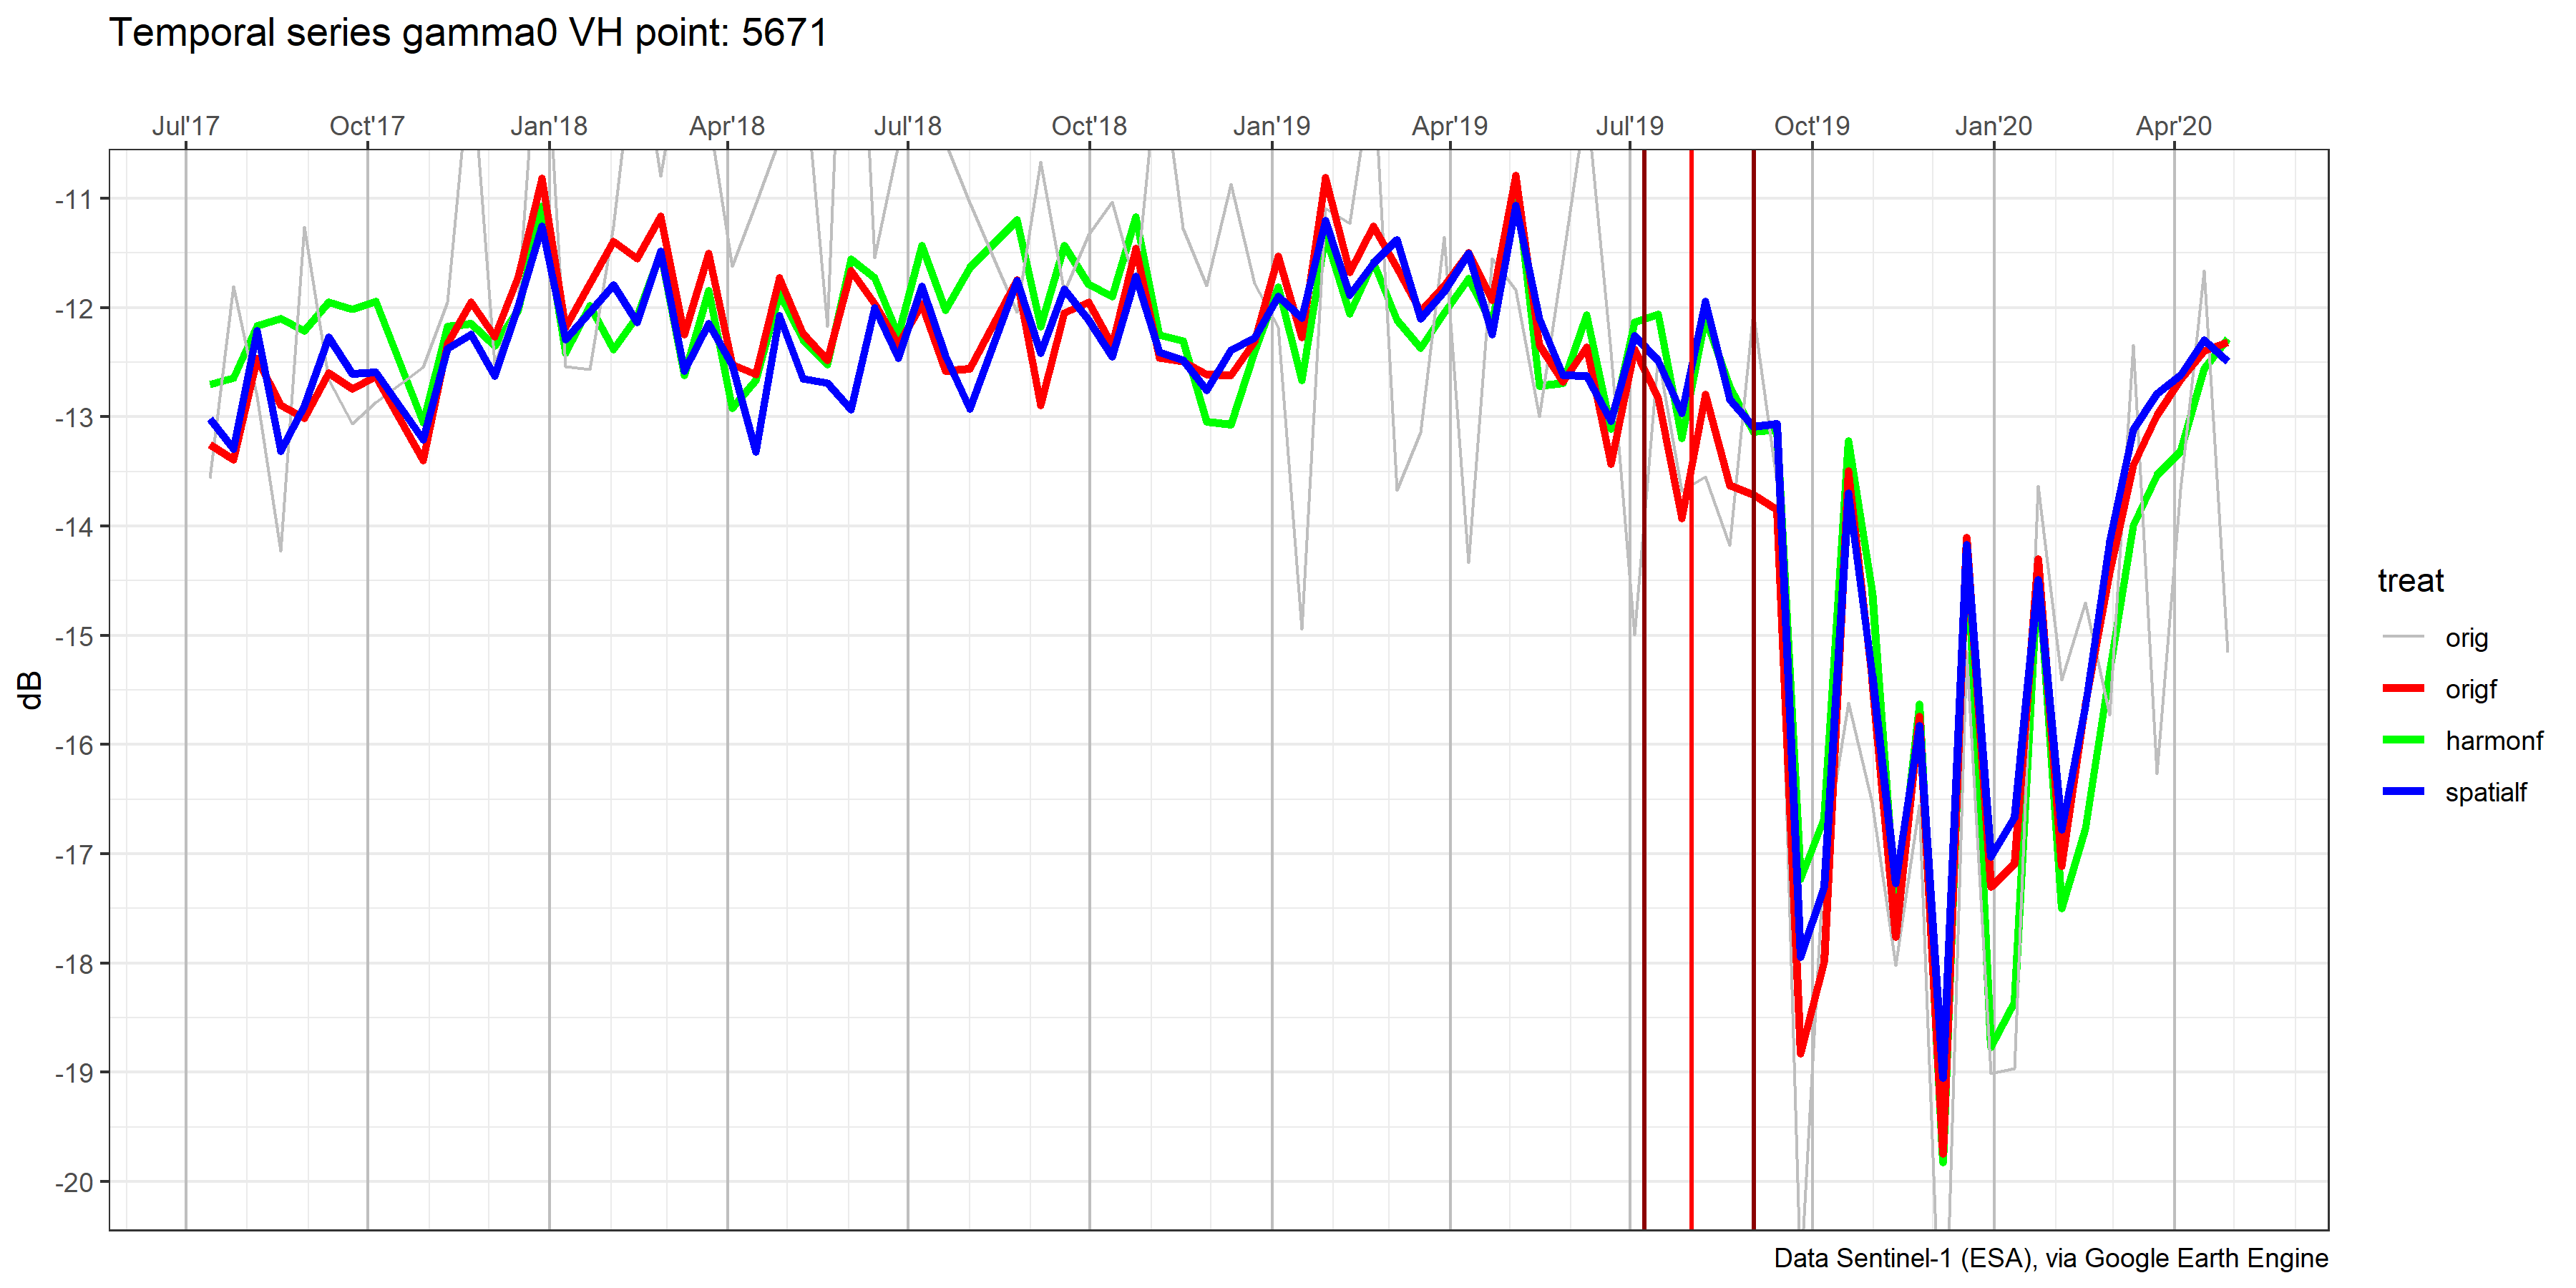 Temporal series gamma0 VH point: 5671
Jul'17 Oct'17 Jan'18 Apr'18 Jul'18 Oct'18 Jan'19 Apr'19 Jul'19 Oct'19 Jan'20 Apr'20
-11
-12
-13
-14
-15
-16
-17
-18
-19
-20
dB
treat
orig
origf
harmonf
spatialf
Data Sentinel-1 (ESA), via Google Earth Engine